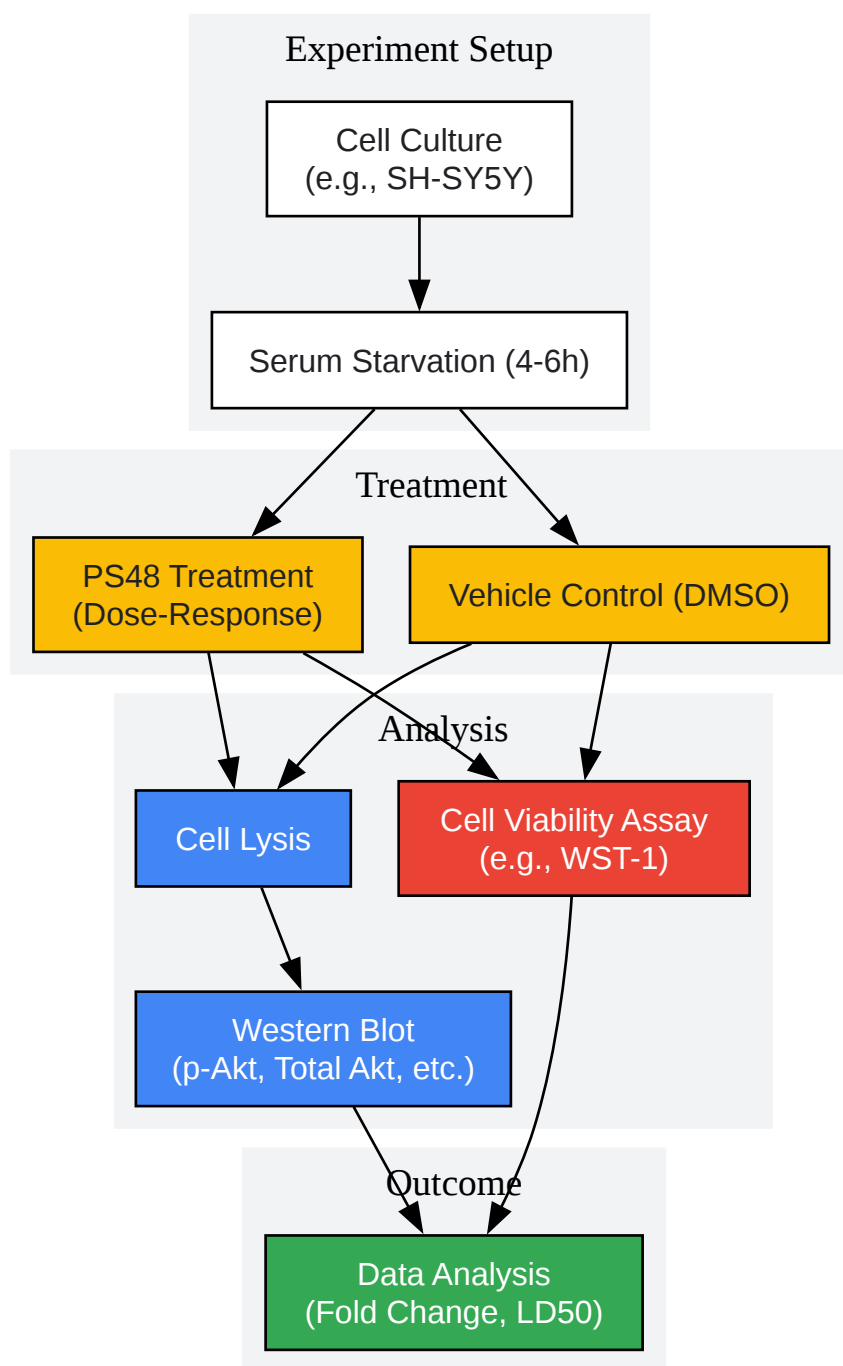 Experiment Setup
Cell Culture
(e.g., SH-SY5Y)
Serum Starvation (4-6h)
Treatment
PS48 Treatment
(Dose-Response)
Vehicle Control (DMSO)
Analysis
Cell Lysis
Cell Viability Assay
(e.g., WST-1)
Western Blot
(p-Akt, Total Akt, etc.)
Outcome
Data Analysis
(Fold Change, LD50)